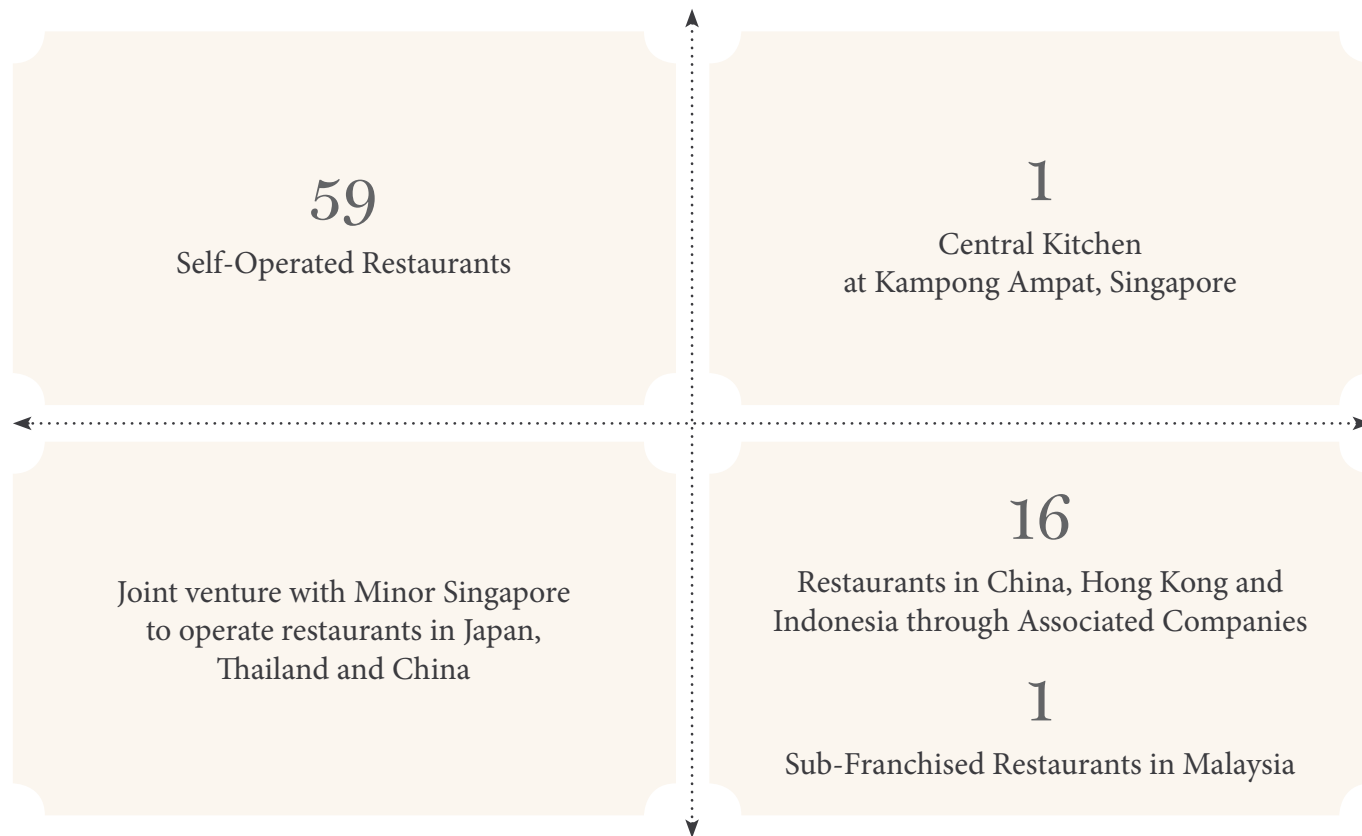 59
Self-Operated Restaurants
1
Central Kitchen
at Kampong Ampat, Singapore
Joint venture with Minor Singapore
to operate restaurants in Japan,
Thailand and China
16
Restaurants in China, Hong Kong and
Indonesia through Associated Companies
1
Sub-Franchised Restaurants in Malaysia